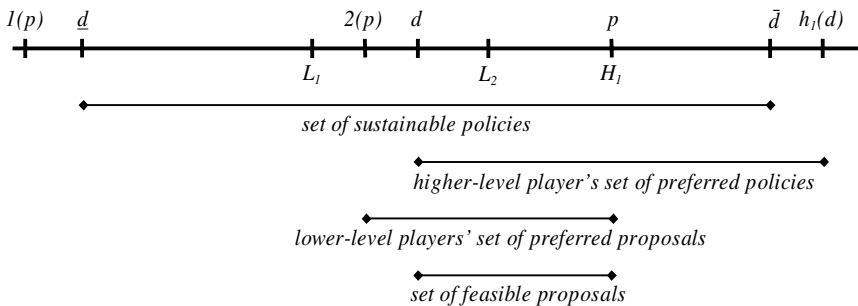 1(p) d 2(p) d p d̄ h₁(d)
L₁ L₂ H₁
set of sustainable policies
higher-level player's set of preferred policies
lower-level players' set of preferred proposals
set of feasible proposals